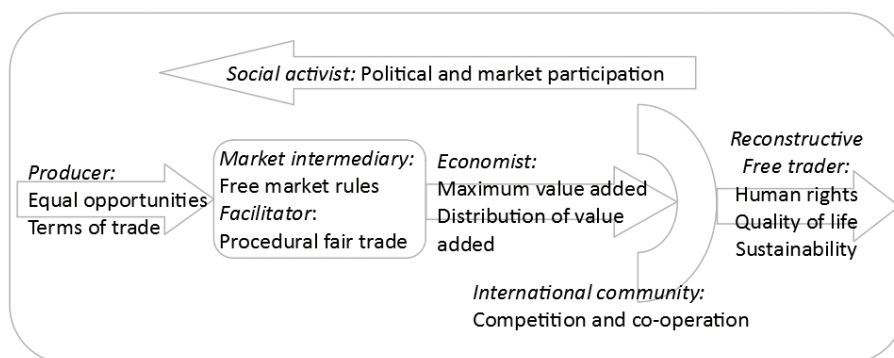 Social activist: Political and market participation
Producer:
Equal opportunities
Terms of trade
Market intermediary:
Free market rules
Facilitator:
Procedural fair trade
Economist:
Maximum value added
Distribution of value
added
International community:
Competition and co-operation
Reconstructive
Free trader:
Human rights
Quality of life
Sustainability